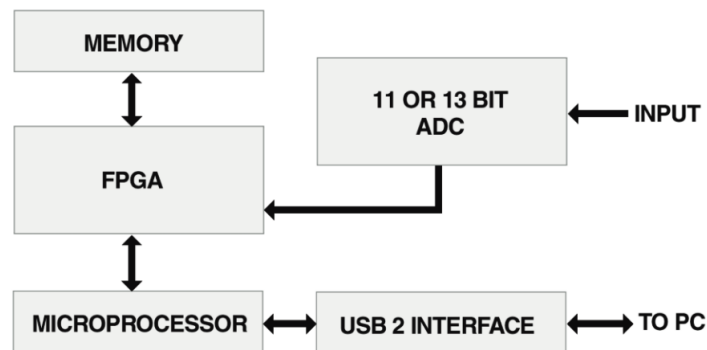 MEMORY
11 OR 13 BIT
ADC
INPUT
FPGA
MICROPROCESSOR
USB 2 INTERFACE
TO PC